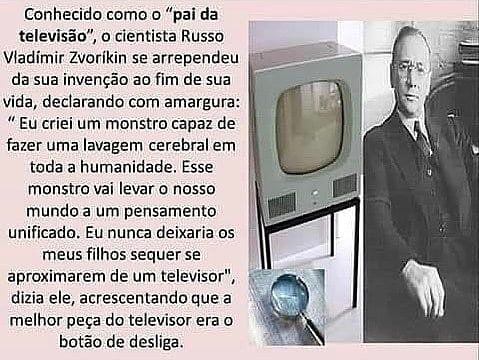 Conhecido como o “pai da
televisão”, o cientista Russo
Vladímir Zvoríkin se arrependeu
da sua invenção ao fim de sua
vida, declarando com amargura:
“ Eu criei um monstro capaz de
fazer uma lavagem cerebral em
toda a humanidade. Esse
monstro vai levar o nosso
mundo a um pensamento
unificado. Eu nunca deixaria os
meus filhos sequer se
aproximarem de um televisor",
dizia ele, acrescentando que a
melhor peça do televisor era o
botão de desliga.